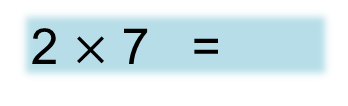 2 × 7 =